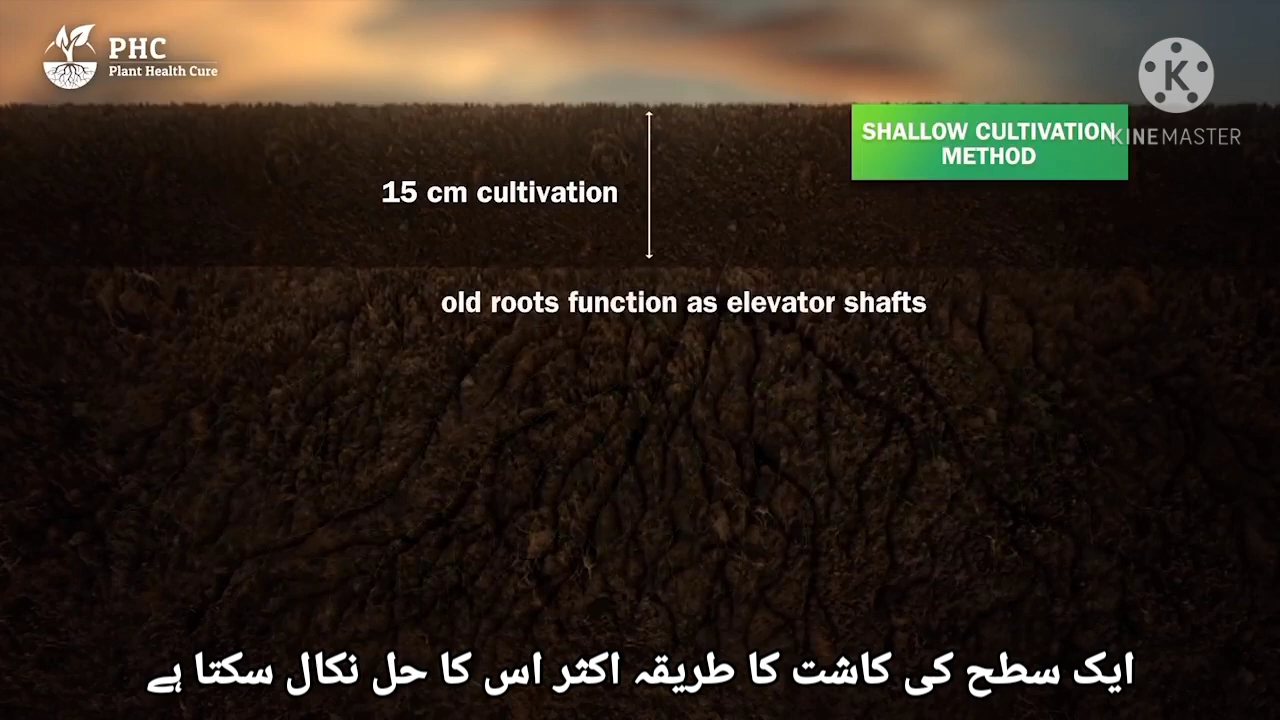 PHC
Plant Health Cure
K
KINEMASTER
SHALLOW CULTIVATION
METHOD
15 cm cultivation
old roots function as elevator shafts
ایک سطح کی کاشت کا طریقہ اکثر اس کا حل نکال سکتا ہے